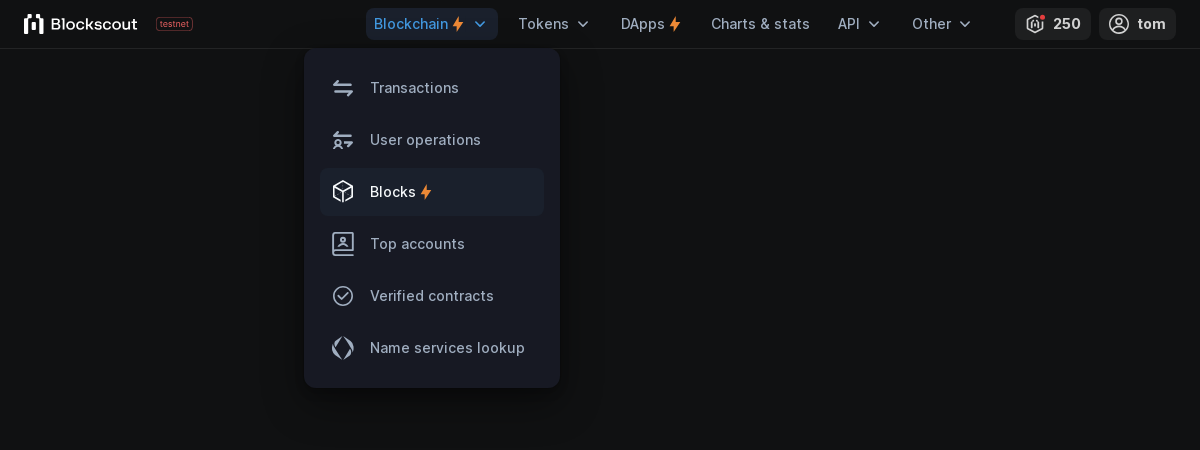 Blockscout testnet Blockchain Tokens DApps Charts & stats API Other 250 tom
Transactions
User operations
Blocks
Top accounts
Verified contracts
Name services lookup